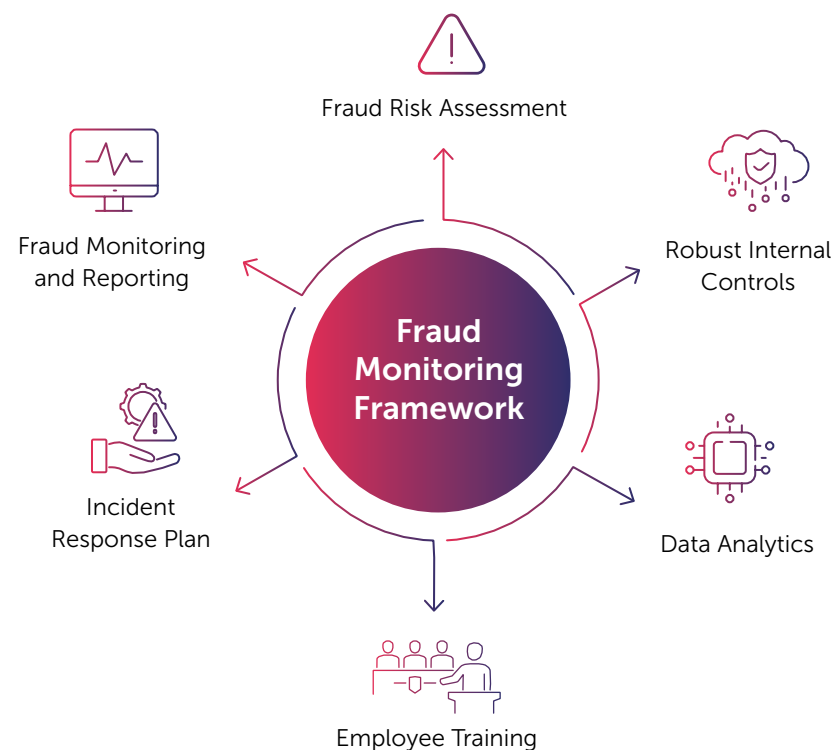 Fraud Risk Assessment
Robust Internal
Controls
Data Analytics
Employee Training
Incident
Response Plan
Fraud Monitoring
and Reporting
Fraud
Monitoring
Framework